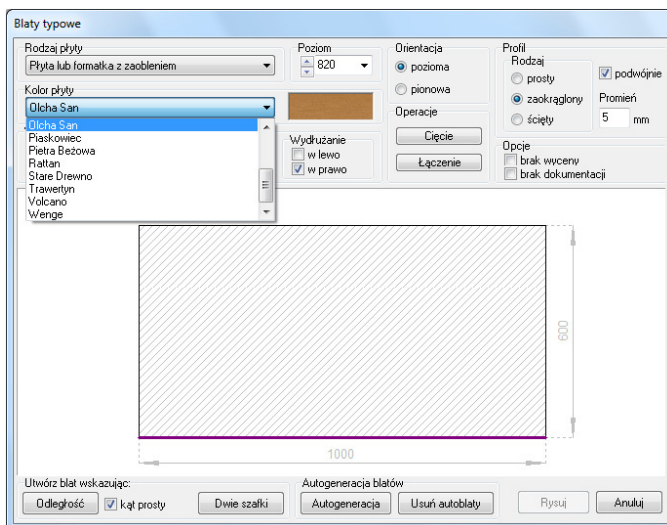 Blaty typowe
Rodzaj płyty
Płyta lub formatka z zaobleniem
Kolor płyty
Olcha San
Olcha San
Piaskowiec
Pietra Beżowa
Rattan
Stare Drewno
Trawertyn
Volcano
Wenge
Poziom
820
Wydłużanie
w lewo
w prawo
Orientacja
pozioma
pionowa
Operacje
Cięcie
Łączenie
Profil
Rodzaj
prosty
zaokrąglony
ścięty
podwójnie
Promień
5 mm
Opcje
brak wyceny
brak dokumentacji
600
1000
Utwórz blat wskazując:
Odległość
kąt prosty
Dwie szafki
Autogeneracja blatów
Autogeneracja
Usuń autoblaty
Rysuj
Anuluj